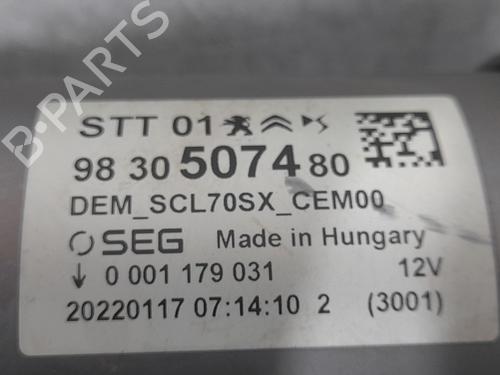 STT 01
98 30 5074 80
DEM_SCL70SX_CEM00
SEG Made in Hungary
0 001 179 031 12V
20220117 07:14:10 2 (3001)
B-PARTS